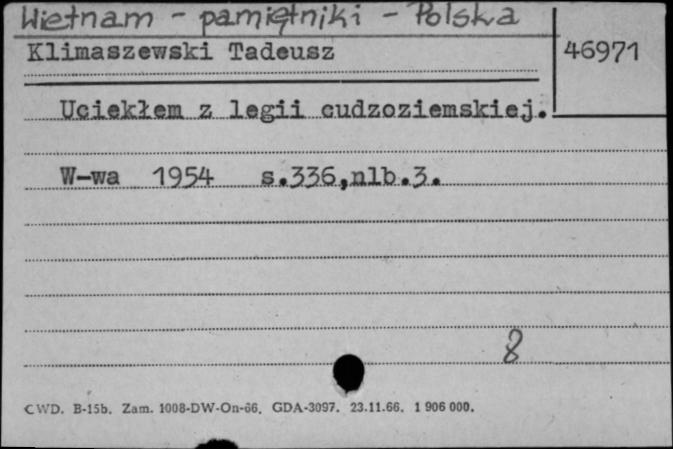 Wietnam - pamiętniki - Polska
Klimaszewski Tadeusz
46971
Uciekłem z legii cudzoziemskiej.
W-wa 1954 s.336,nlb.3.
8
CWD. B-15b. Zam. 1008-DW-On-66. GDA-3097. 23.11.66. 1 906 000.